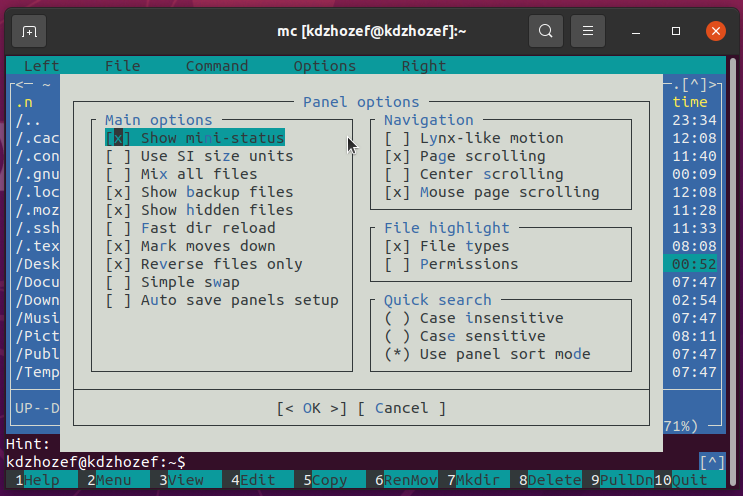 mc [kdzhozef@kdzhozef]:~
Left File Command Options Right
<─ ~ .[^]>
.n time
/.. 23:34
/.cac 12:08
/.con 11:40
/.gnu 00:09
/.loc 12:08
/.moz 11:28
/.ssh 11:33
/.tex 08:08
/Desk 00:52
/Docu 07:47
/Down 02:54
/Musi 07:47
/Pict 08:11
/Publ 07:47
/Temp 07:47
UP--D
71%)
Panel options
Main options
[x] Show mini-status
[ ] Use SI size units
[ ] Mix all files
[x] Show backup files
[x] Show hidden files
[ ] Fast dir reload
[x] Mark moves down
[x] Reverse files only
[ ] Simple swap
[ ] Auto save panels setup
Navigation
[ ] Lynx-like motion
[x] Page scrolling
[ ] Center scrolling
[x] Mouse page scrolling
File highlight
[x] File types
[ ] Permissions
Quick search
( ) Case insensitive
( ) Case sensitive
(*) Use panel sort mode
[< OK >] [ Cancel ]
Hint:
kdzhozef@kdzhozef:~$ [^]
1Help 2Menu 3View 4Edit 5Copy 6RenMov 7Mkdir 8Delete 9PullDn 10Quit